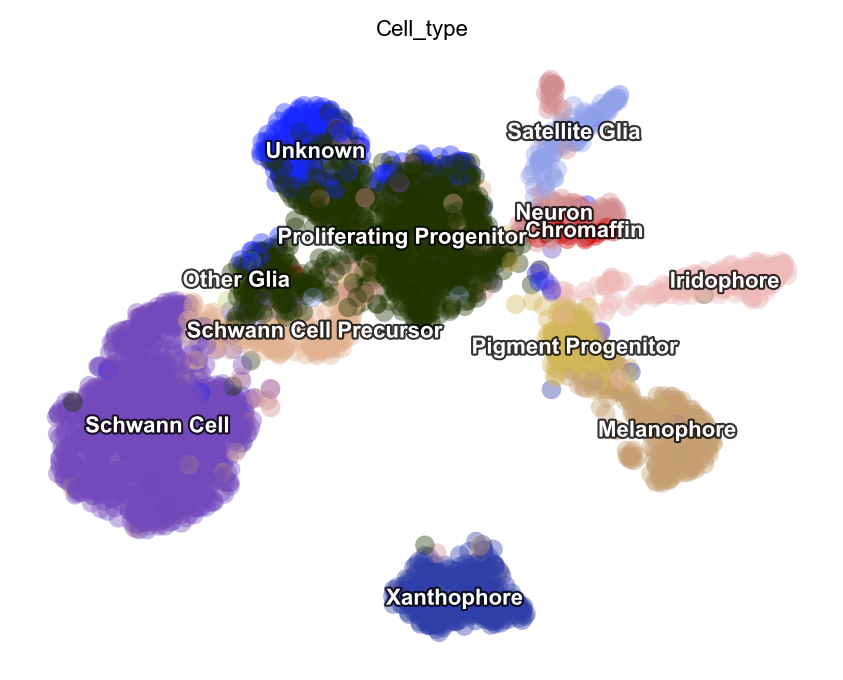 Cell_type
Satellite Glia
Unknown
Neuron
Chromaffin
Proliferating Progenitor
Other Glia
Iridophore
Schwann Cell Precursor
Pigment Progenitor
Schwann Cell
Melanophore
Xanthophore